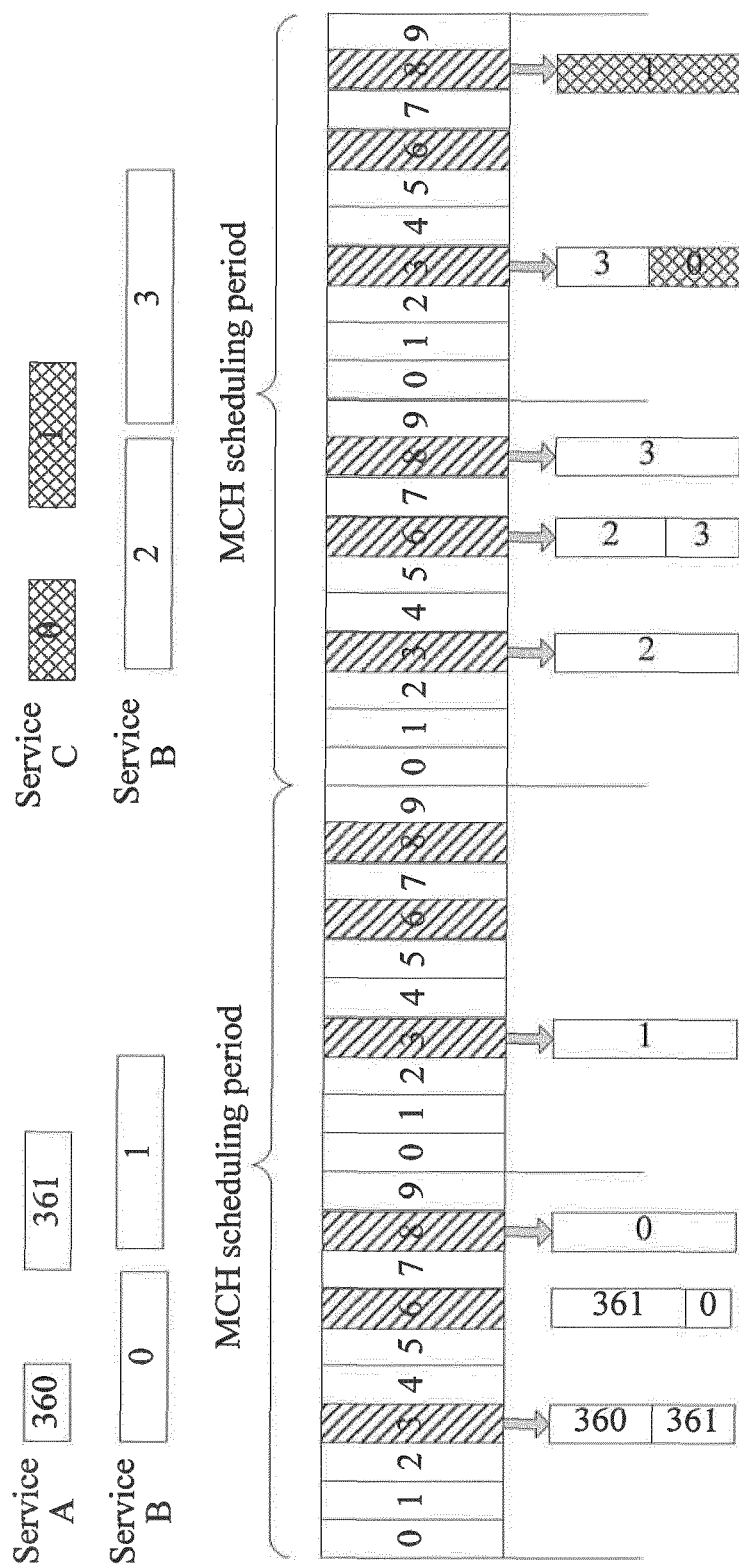 Service A 360 361
Service B 0 1
Service C 0 1
Service B 2 3
MCH scheduling period MCH scheduling period
0 1 2 3 4 5 6 7 8 9 0 1 2 3 4 5 6 7 8 9 0 1 2 3 4 5 6 7 8 9 0 1 2 3 4 5 6 7 8 9
360 361 361 0 0 1 2 2 3 3 3 0 1